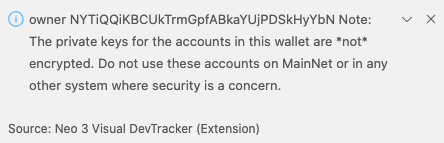 owner NYTiQQiKBCUkTrmGpfABkaYUjPDSkHyYbN Note:
The private keys for the accounts in this wallet are *not*
encrypted. Do not use these accounts on MainNet or in any
other system where security is a concern.
Source: Neo 3 Visual DevTracker (Extension)